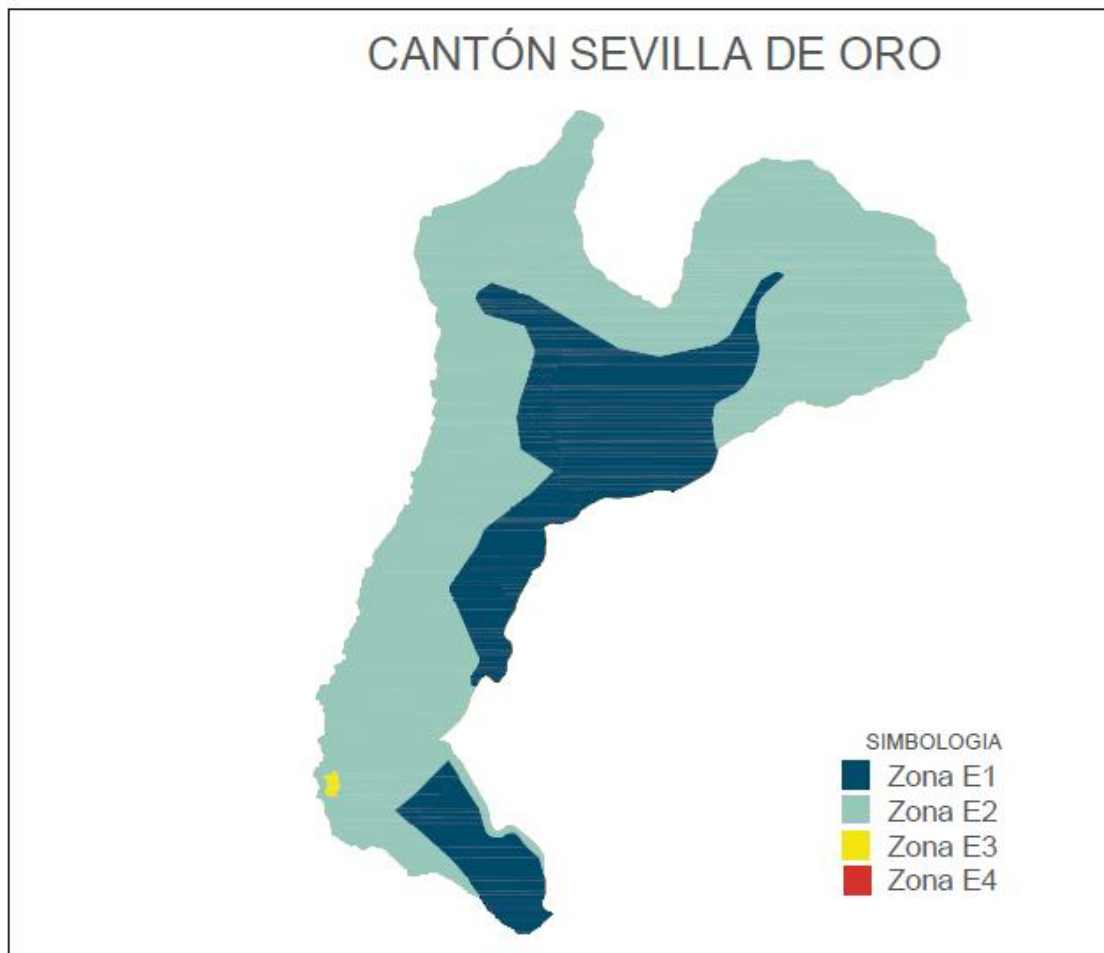 CANTÓN SEVILLA DE ORO
SIMBOLOGIA
Zona E1
Zona E2
Zona E3
Zona E4